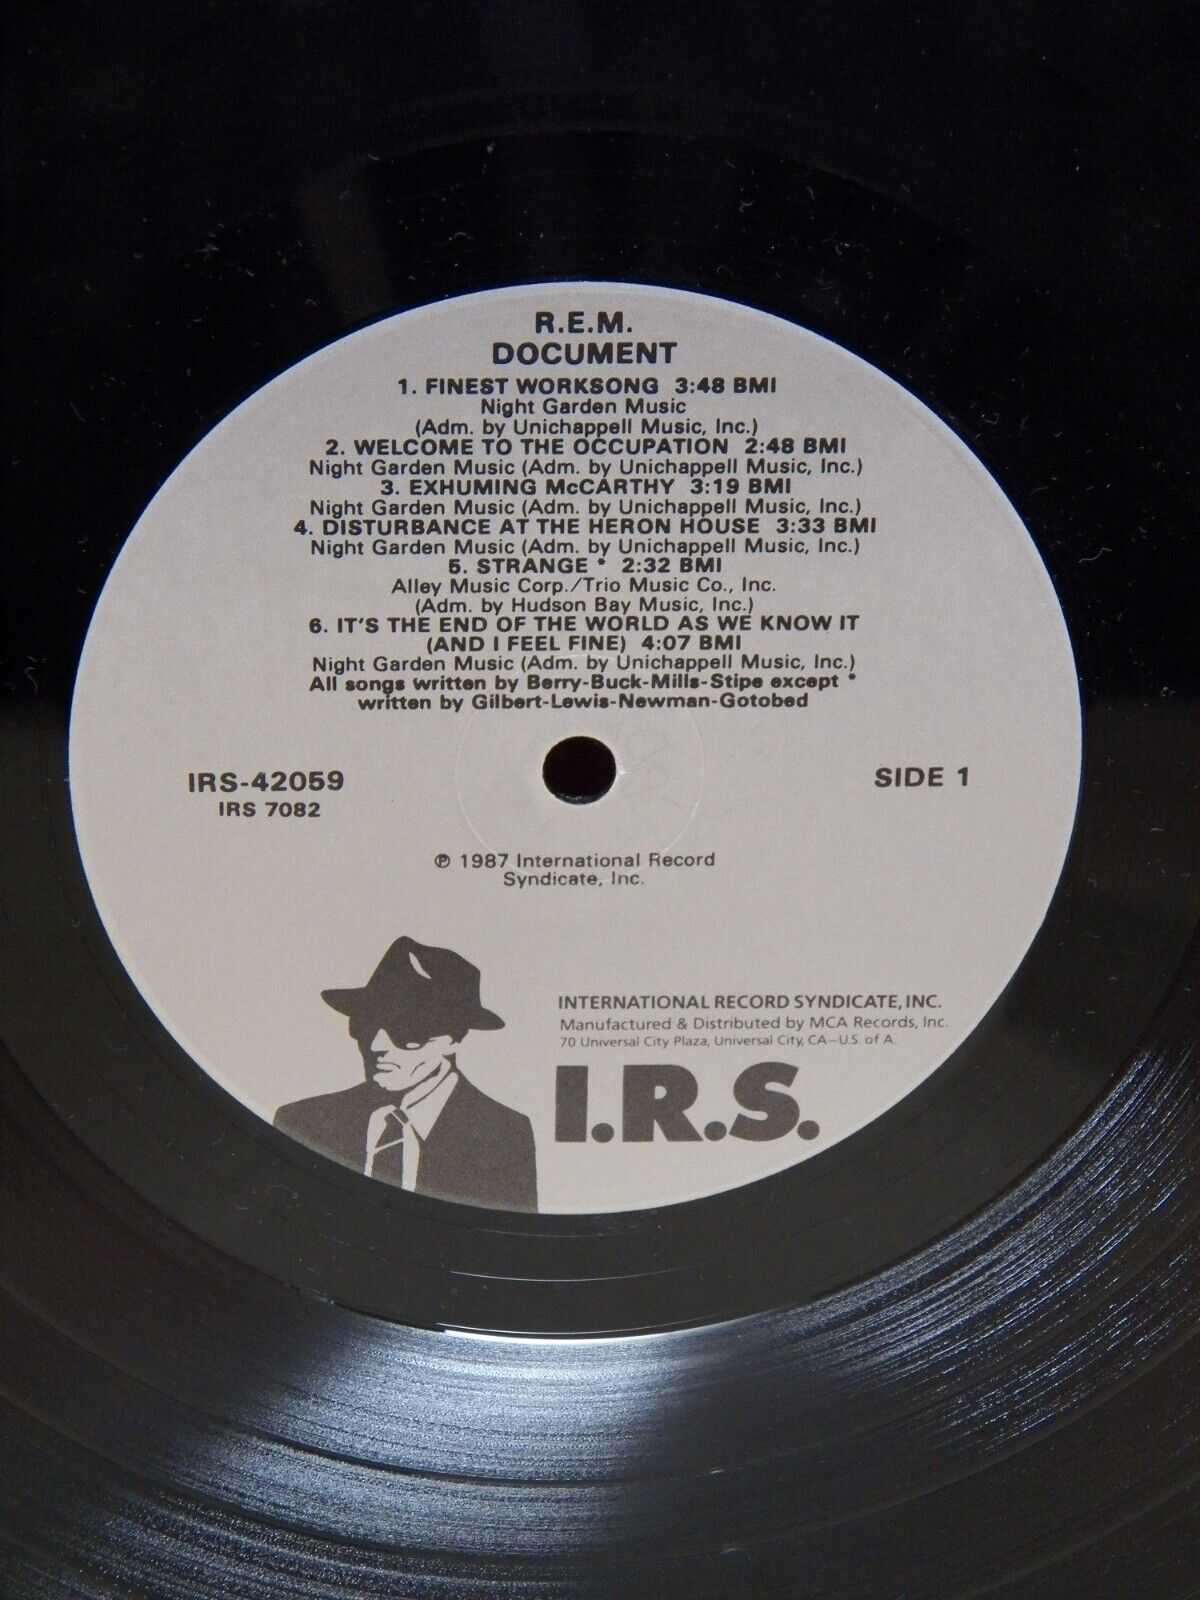 R.E.M.
DOCUMENT
1. FINEST WORKSONG 3:48 BMI
Night Garden Music
(Adm. by Unichappell Music, Inc.)
2. WELCOME TO THE OCCUPATION 2:48 BMI
Night Garden Music (Adm. by Unichappell Music, Inc.)
3. EXHUMING McCARTHY 3:19 BMI
Night Garden Music (Adm. by Unichappell Music, Inc.)
4. DISTURBANCE AT THE HERON HOUSE 3:33 BMI
Night Garden Music (Adm. by Unichappell Music, Inc.)
5. STRANGE * 2:32 BMI
Alley Music Corp./Trio Music Co., Inc.
(Adm. by Hudson Bay Music, Inc.)
6. IT'S THE END OF THE WORLD AS WE KNOW IT
(AND I FEEL FINE) 4:07 BMI
Night Garden Music (Adm. by Unichappell Music, Inc.)
All songs written by Berry-Buck-Mills-Stipe except *
written by Gilbert-Lewis-Newman-Gotobed
IRS-42059
IRS 7082
SIDE 1
℗ 1987 International Record
Syndicate, Inc.
INTERNATIONAL RECORD SYNDICATE, INC.
Manufactured & Distributed by MCA Records, Inc.
70 Universal City Plaza, Universal City, CA–U.S. of A.
I.R.S.